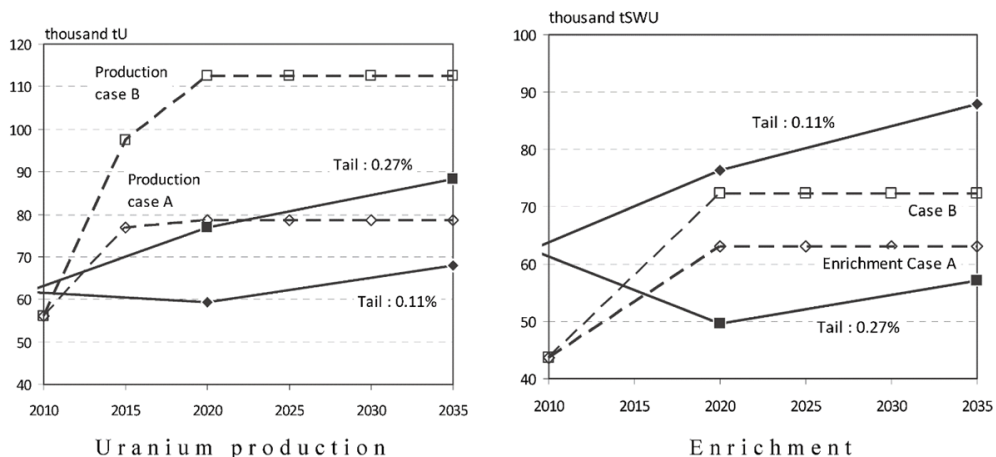 thousand tU
120
110
100
90
80
70
60
50
40
2010 2015 2020 2025 2030 2035
Production
case B
Tail : 0.27%
Production
case A
Tail : 0.11%
Uranium production
thousand tSWU
100
90
80
70
60
50
40
2010 2015 2020 2025 2030 2035
Tail : 0.11%
Case B
Enrichment Case A
Tail : 0.27%
Enrichment